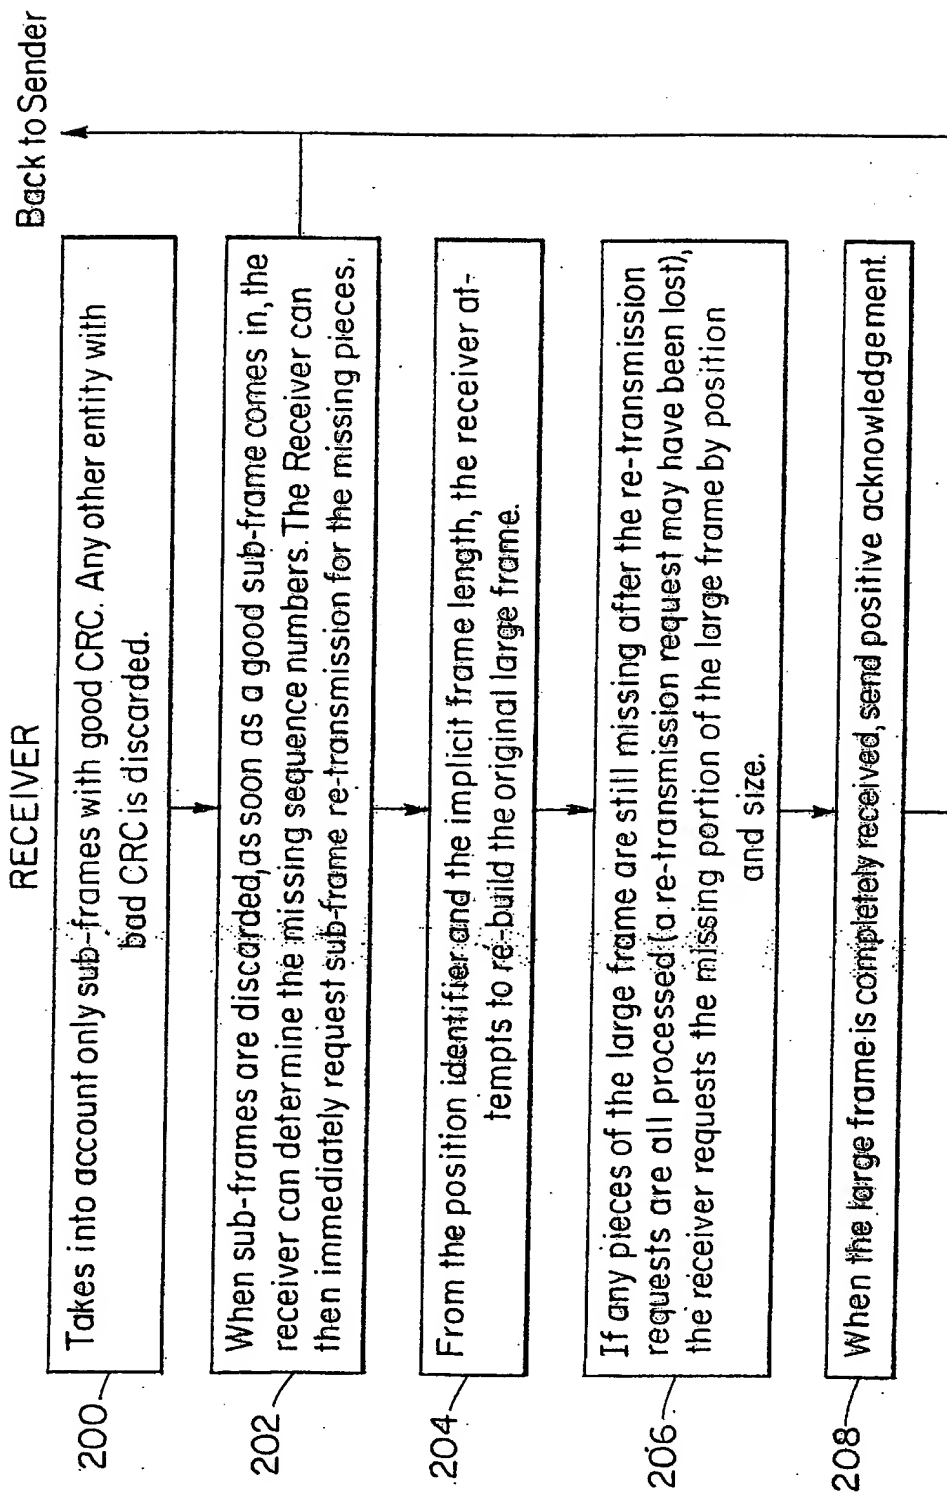 RECEIVER
Back to Sender
200
Takes into account only sub-frames with good CRC. Any other entity with
bad CRC is discarded.
202
When sub-frames are discarded, as soon as a good sub-frame comes in, the
receiver can determine the missing sequence numbers. The Receiver can
then immediately request sub-frame re-transmission for the missing pieces.
204
From the position identifier and the implicit frame length, the receiver at-
tempts to re-build the original large frame.
206
If any pieces of the large frame are still missing after the re-transmission
requests are all processed (a re-transmission request may have been lost),
the receiver requests the missing portion of the large frame by position
and size.
208
When the large frame is completely received, send positive acknowledgement.